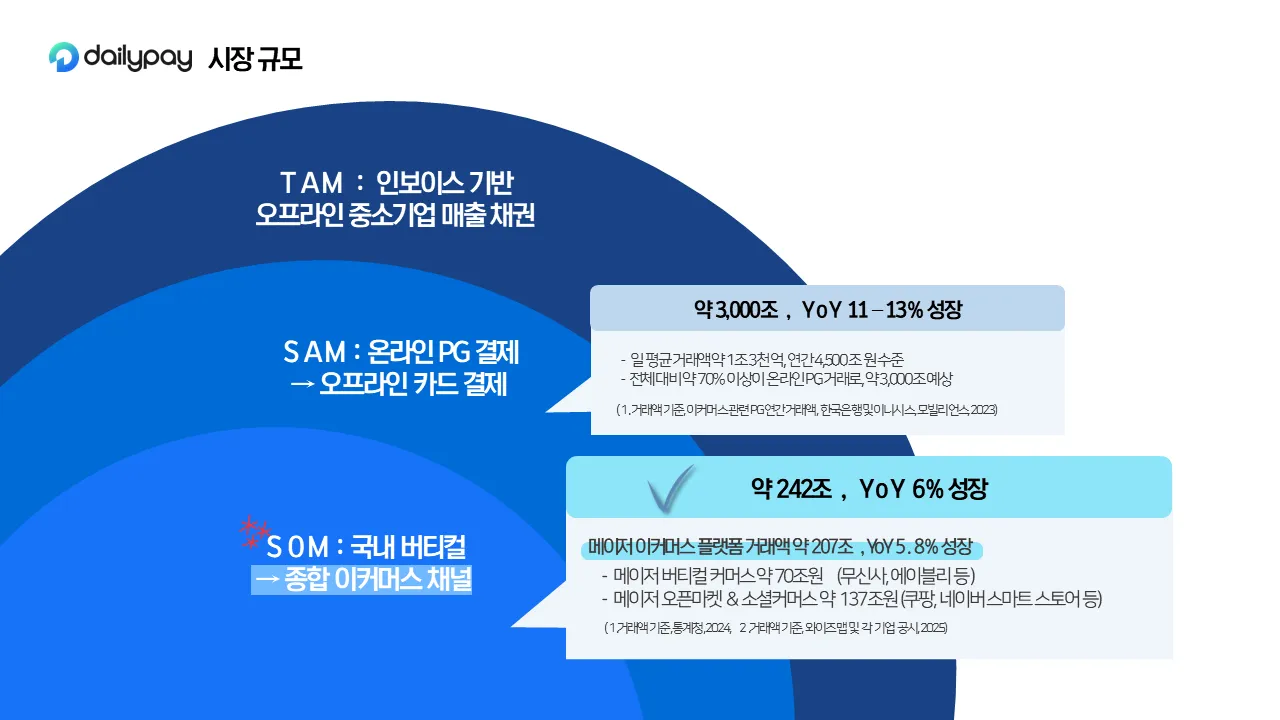 dailypay 시장 규모
TAM : 인보이스 기반
오프라인 중소기업 매출 채권
SAM : 온라인 PG 결제
→ 오프라인 카드 결제
약 3,000조 , YoY 11 – 13% 성장
- 일 평균 거래액 약 1조 3천억, 연간 4,500조 원 수준
- 전체 대비 약 70% 이상이 온라인 PG 거래로, 약 3,000조 예상
( 1. 거래액 기준, 이커머스 관련 PG 연간 거래액, 한국은행 및 이니시스, 모빌리언스, 2023)
SOM : 국내 버티컬
→ 종합 이커머스 채널
약 242조 , YoY 6% 성장
메이저 이커머스 플랫폼 거래액 약 207조 , YoY 5.8% 성장
- 메이저 버티컬 커머스 약 70조원 (무신사, 에이블리 등)
- 메이저 오픈마켓 & 소셜커머스 약 137조원 (쿠팡, 네이버 스마트 스토어 등)
( 1 거래액 기준, 통계청, 2024, 2 거래액 기준, 와이즈맵 및 각 기업 공시, 2025)